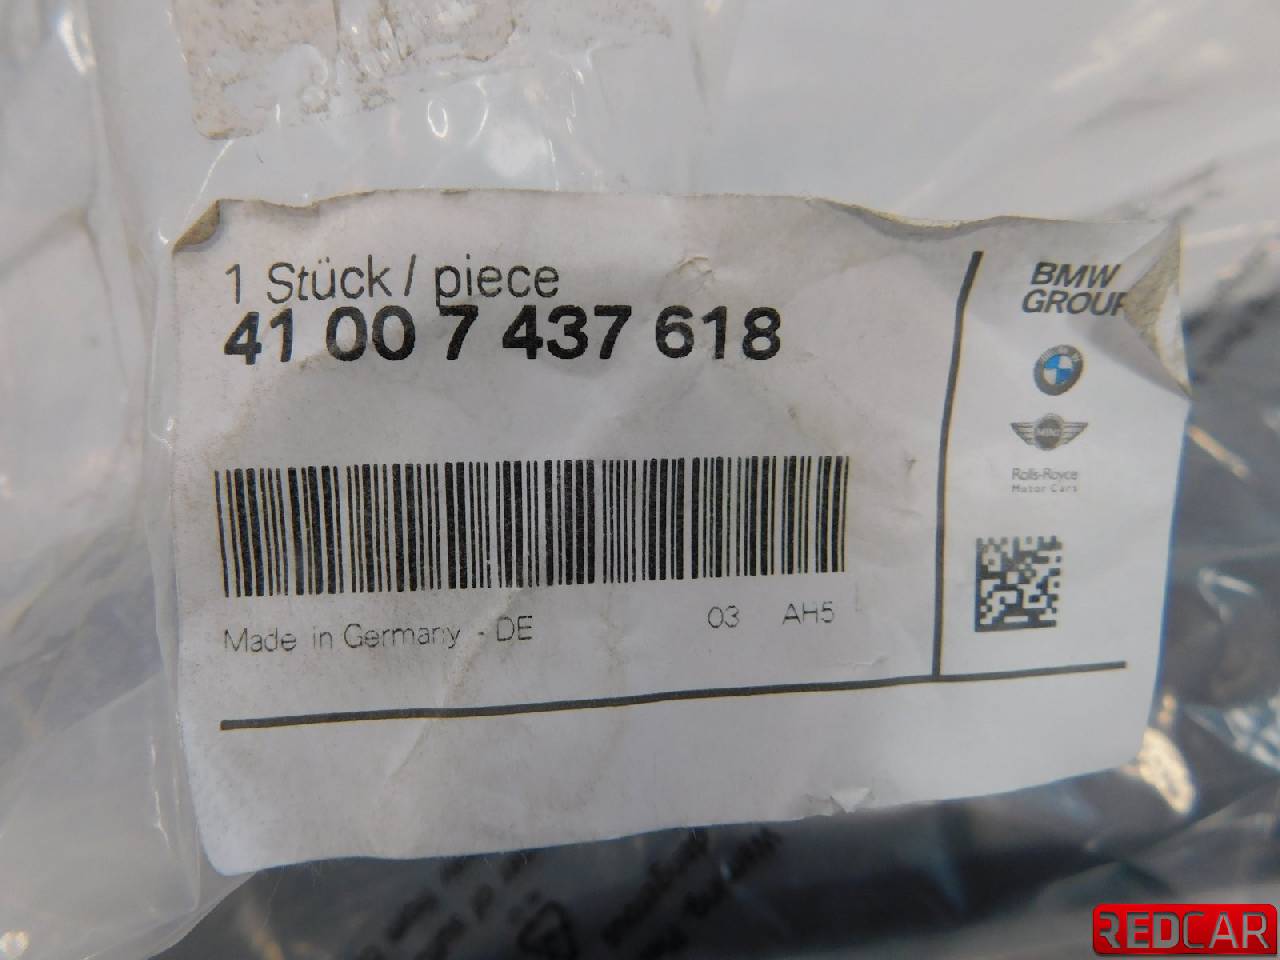 1 Stück / piece
41 00 7 437 618
Made in Germany - DE
03 AH5
BMW
GROUP
MINI
Rolls-Royce
Motor Cars
REDCAR